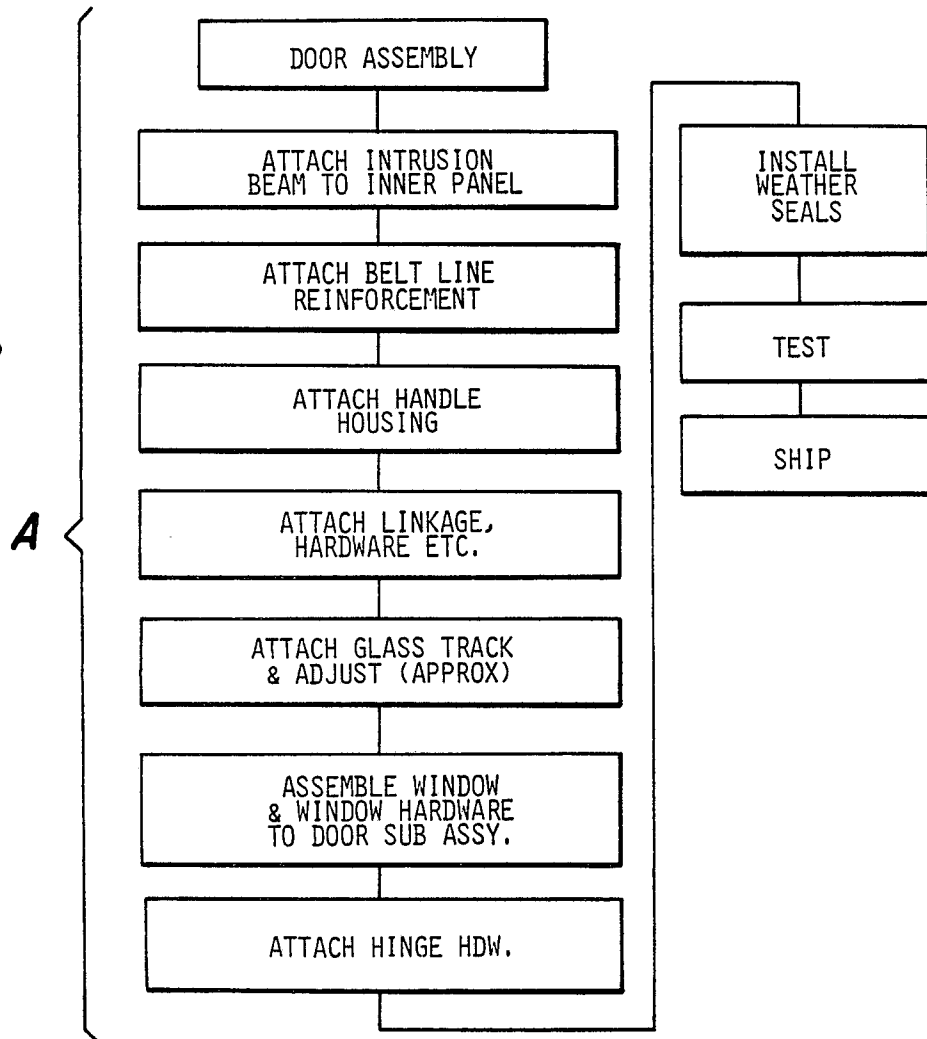 DOOR ASSEMBLY
ATTACH INTRUSION
BEAM TO INNER PANEL
ATTACH BELT LINE
REINFORCEMENT
ATTACH HANDLE
HOUSING
A
ATTACH LINKAGE,
HARDWARE ETC.
ATTACH GLASS TRACK
& ADJUST (APPROX)
ASSEMBLE WINDOW
& WINDOW HARDWARE
TO DOOR SUB ASSY.
ATTACH HINGE HDW.
INSTALL
WEATHER
SEALS
TEST
SHIP